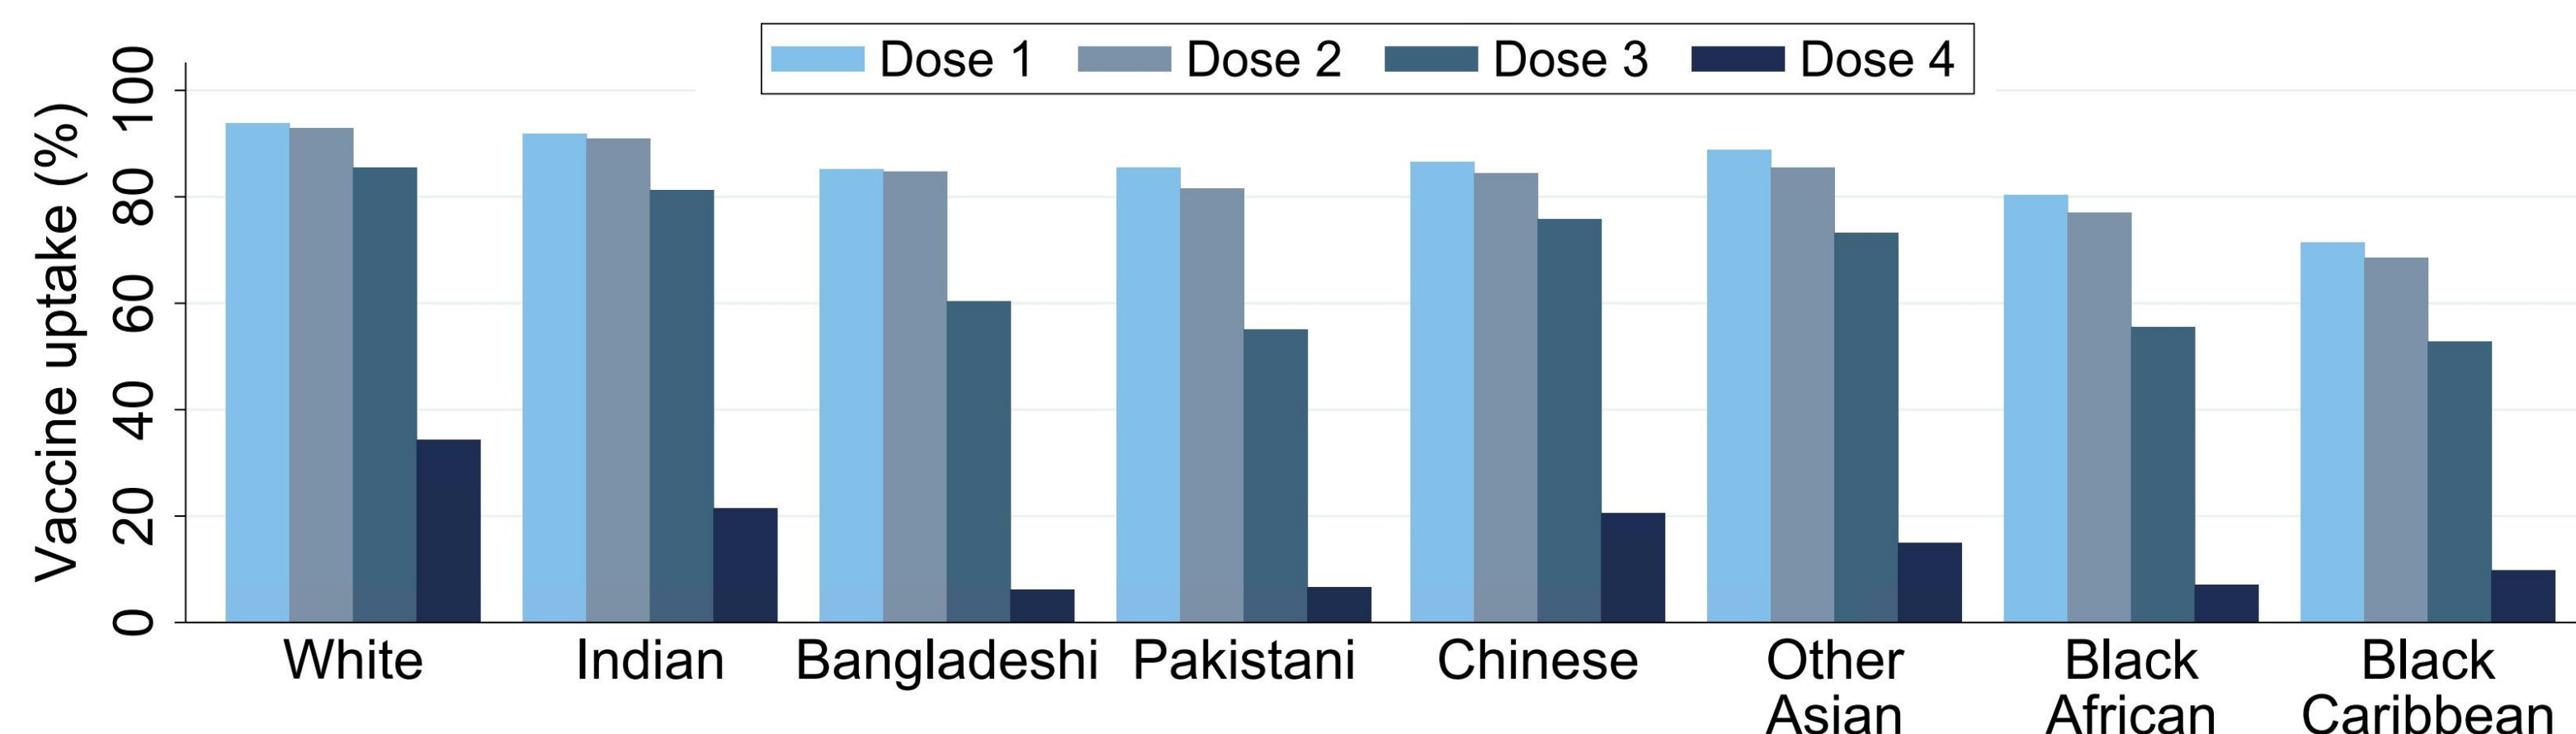 Dose 1 Dose 2 Dose 3 Dose 4
Vaccine uptake (%)
100
80
60
40
20
0
White Indian Bangladeshi Pakistani Chinese Other Asian Black African Black Caribbean